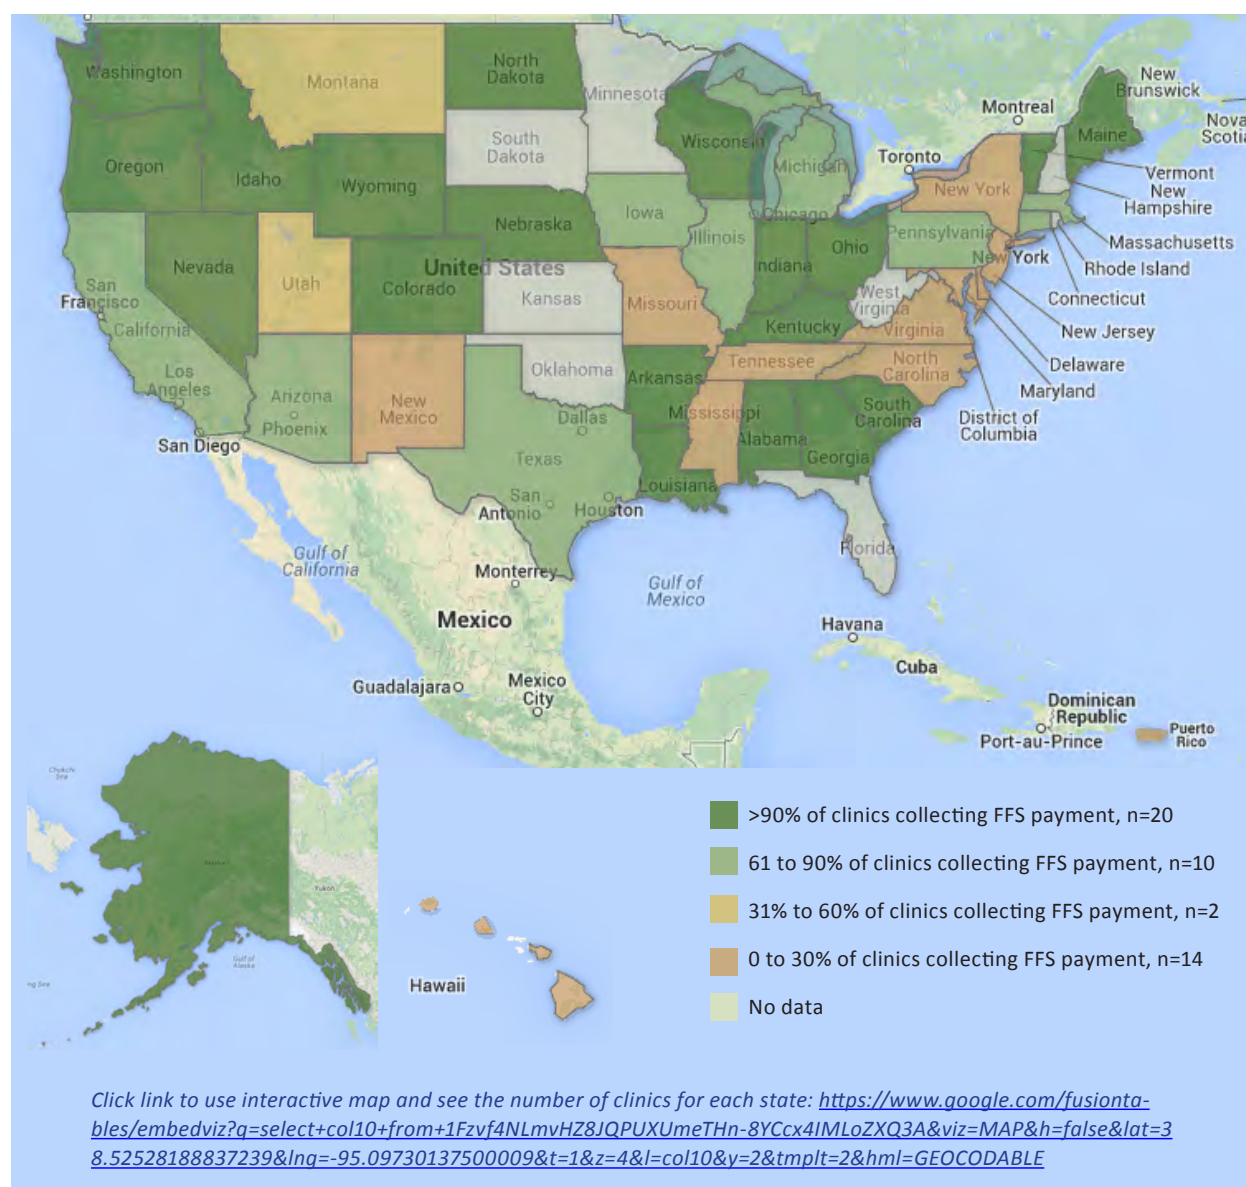 Washington
Montana
North
Dakota
Minnesota
New
Brunswick
Montreal
Nova
Scotia
Oregon
Idaho
Wyoming
South
Dakota
Wisconsin
Michigan
Toronto
Maine
Vermont
New
Hampshire
Nebraska
Iowa
Chicago
New York
Massachusetts
Nevada
Utah
Colorado
United States
Illinois
Indiana
Ohio
Pennsylvania
New York
Rhode Island
San
Francisco
California
Kansas
Missouri
West
Virginia
Connecticut
Kentucky
Virginia
New Jersey
Los
Angeles
Arizona
Phoenix
New
Mexico
Oklahoma
Arkansas
Tennessee
North
Carolina
Delaware
Maryland
San Diego
Dallas
Mississippi
Alabama
South
Carolina
District of
Columbia
Texas
Georgia
San
Antonio
Houston
Louisiana
Gulf of
California
Monterrey
Gulf of
Mexico
Florida
Mexico
Havana
Cuba
Guadalajara
Mexico
City
Dominican
Republic
Port-au-Prince
Puerto
Rico
Chukchi
Sea
Yukon
Gulf of
Alaska
ng Sea
Hawaii
>90% of clinics collecting FFS payment, n=20
61 to 90% of clinics collecting FFS payment, n=10
31% to 60% of clinics collecting FFS payment, n=2
0 to 30% of clinics collecting FFS payment, n=14
No data
Click link to use interactive map and see the number of clinics for each state: https://www.google.com/fusionta-
bles/embedviz?q=select+col10+from+1Fzvf4NLmvHZ8JQPUXUmeTHn-8YCcx4IMLoZXQ3A&viz=MAP&h=false&lat=3
8.52528188837239&lng=-95.09730137500009&t=1&z=4&l=col10&y=2&tmplt=2&hml=GEOCODABLE